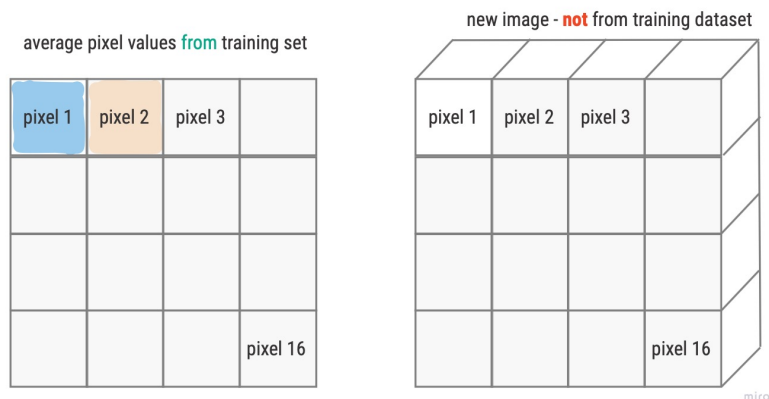 new image - not from training dataset
average pixel values from training set
pixel 1 pixel 2 pixel 3
pixel 1 pixel 2 pixel 3
pixel 16
pixel 16
miro